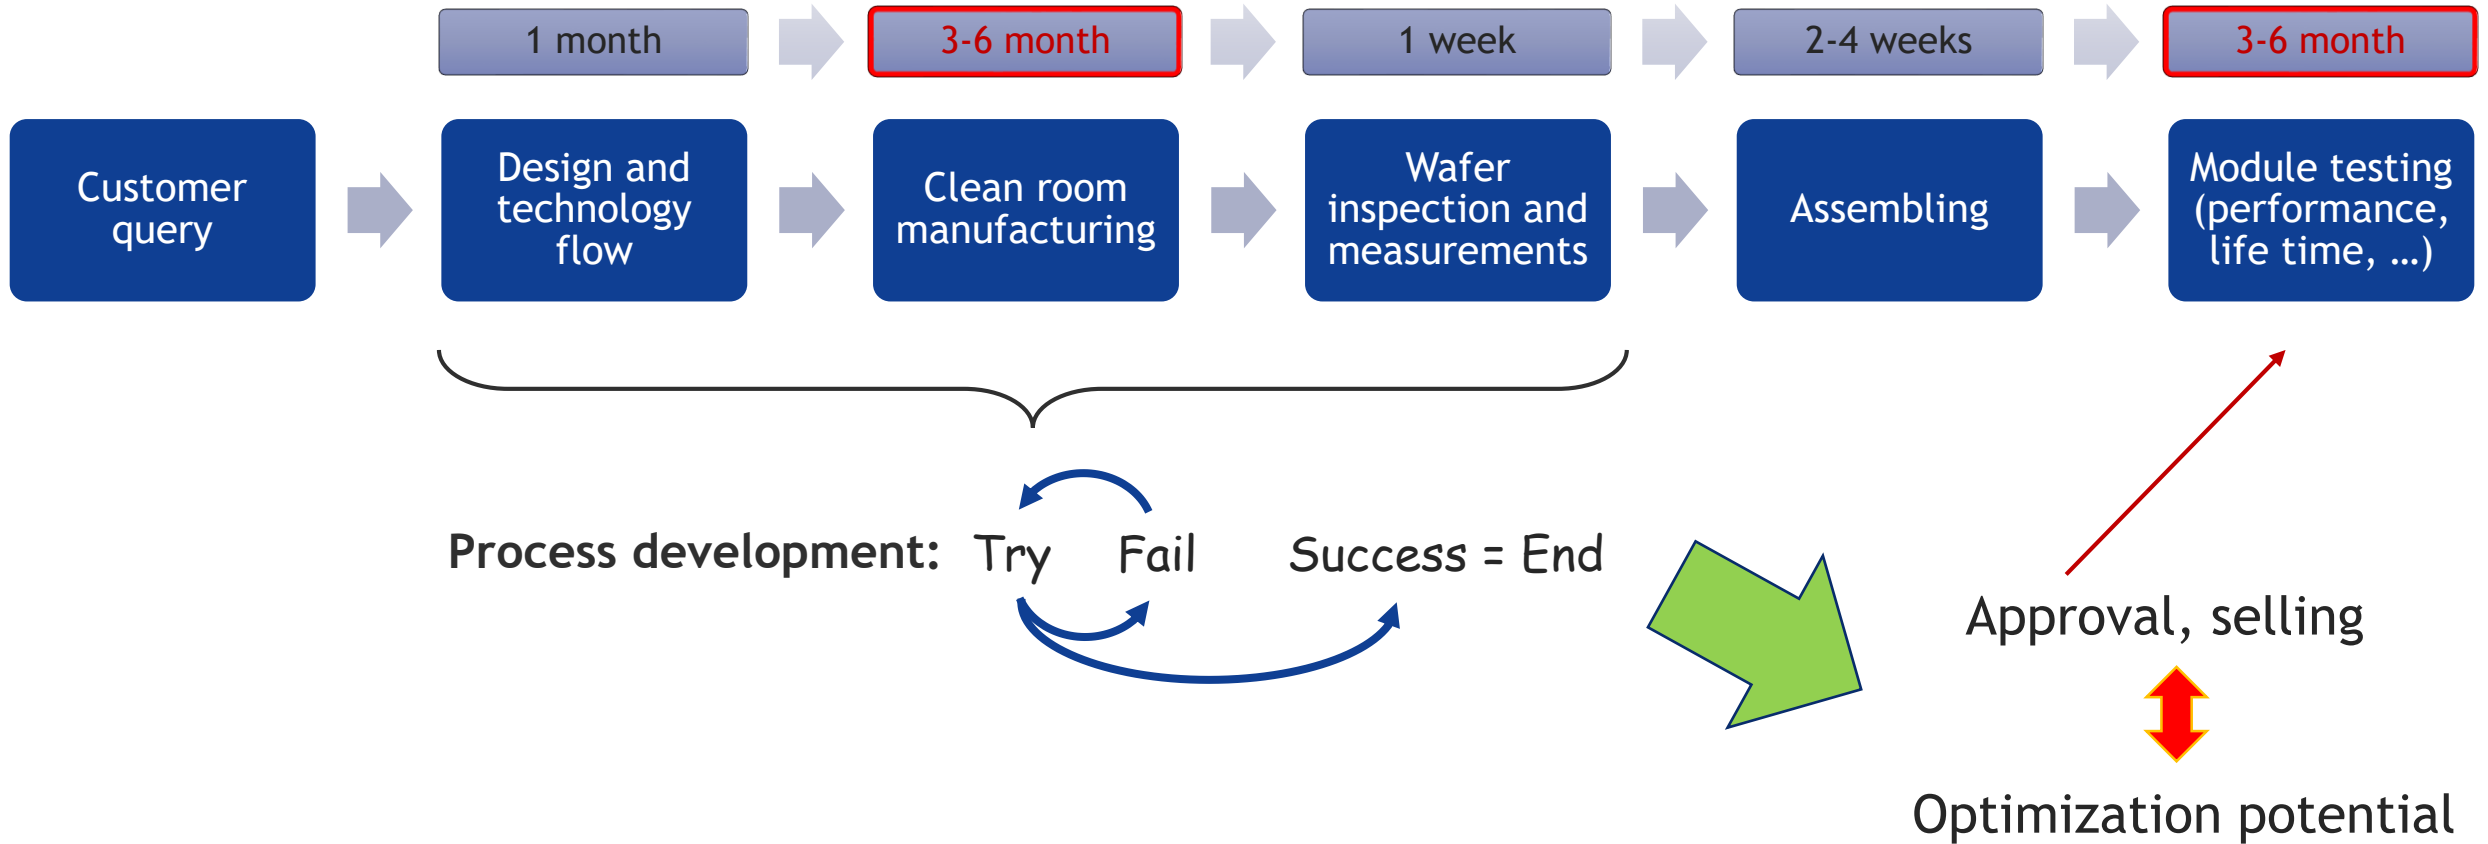 1 month
3-6 month
1 week
2-4 weeks
3-6 month
Customer
query
Design and
technology
flow
Clean room
manufacturing
Wafer
inspection and
measurements
Assembling
Module testing
(performance,
life time, …)
Process development: Try Fail Success = End
Approval, selling
Optimization potential